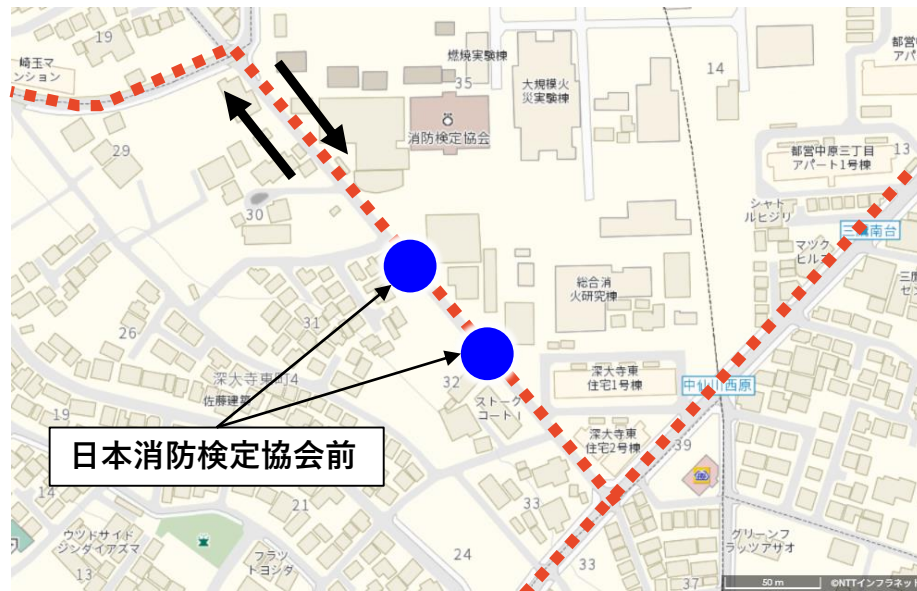 19
崎玉マ
ンション
29
30
燃焼実験棟
35
消防検定協会
大規模火
災実験棟
14
都営中
アパ
都営中原三丁目
アパート1号棟
13
シャト
ルヒジリ
三鷹南台
マツク
ヒルズ
三鷹
セン
総合消
火研究棟
31
26
深大寺東町4
佐藤建築
19
32
ストーク
コートⅠ
深大寺東
住宅1号棟
中仙川西原
深大寺東
住宅2号棟
39
日本消防検定協会前
14
21
33
ウツドサイド
ジンダイアズマ
13
フラツ
トヨシダ
24
33
37
グリーンフ
ラッツアサオ
50 m
©NTTインフラネット